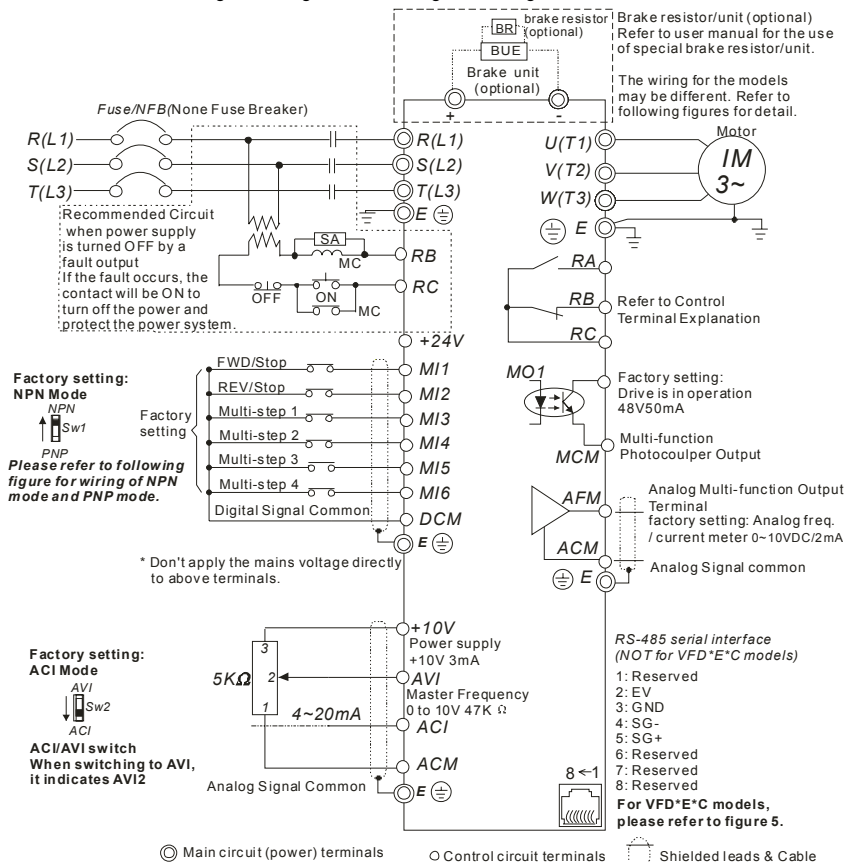 brake resistor
(optional)
BR
BUE
Brake unit
(optional)
+
-
Brake resistor/unit (optional)
Refer to user manual for the use
of special brake resistor/unit.
The wiring for the models
may be different. Refer to
following figures for detail.
Fuse/NFB(None Fuse Breaker)
R(L1)
S(L2)
T(L3)
R(L1)
S(L2)
T(L3)
E
U(T1)
V(T2)
W(T3)
E
Motor
IM
3~
Recommended Circuit
when power supply
is turned OFF by a
fault output
If the fault occurs, the
contact will be ON to
turn off the power and
protect the power system.
SA
MC
OFF
ON
MC
RB
RC
RA
RB
RC
Refer to Control
Terminal Explanation
+24V
Factory setting:
NPN Mode
NPN
Sw1
PNP
Please refer to following
figure for wiring of NPN
mode and PNP mode.
Factory
setting
FWD/Stop
REV/Stop
Multi-step 1
Multi-step 2
Multi-step 3
Multi-step 4
Digital Signal Common
MI1
MI2
MI3
MI4
MI5
MI6
DCM
E
* Don't apply the mains voltage directly
to above terminals.
MO1
Factory setting:
Drive is in operation
48V50mA
Multi-function
Photocoulper Output
MCM
AFM
Analog Multi-function Output
Terminal
factory setting: Analog freq.
/ current meter 0~10VDC/2mA
ACM
Analog Signal common
E
Factory setting:
ACI Mode
AVI
Sw2
ACI
ACI/AVI switch
When switching to AVI,
it indicates AVI2
5KΩ
3
2
1
4~20mA
Analog Signal Common
+10V
Power supply
+10V 3mA
AVI
Master Frequency
0 to 10V 47K Ω
ACI
ACM
E
8←1
RS-485 serial interface
(NOT for VFD*E*C models)
1: Reserved
2: EV
3: GND
4: SG-
5: SG+
6: Reserved
7: Reserved
8: Reserved
For VFD*E*C models,
please refer to figure 5.
Main circuit (power) terminals
Control circuit terminals
Shielded leads & Cable